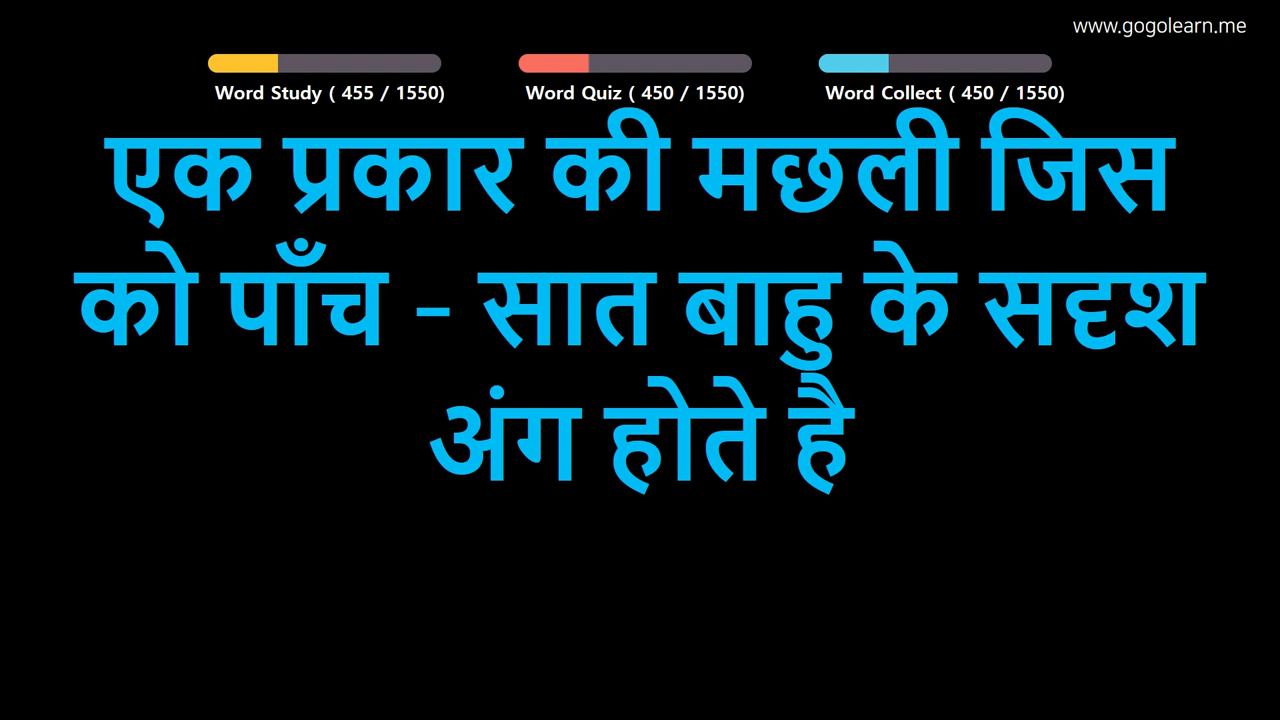 www.gogolearn.me
Word Study ( 455 / 1550)
Word Quiz ( 450 / 1550)
Word Collect ( 450 / 1550)
एक प्रकार की मछली जिस
को पाँच - सात बाहु के सदृश
अंग होते है